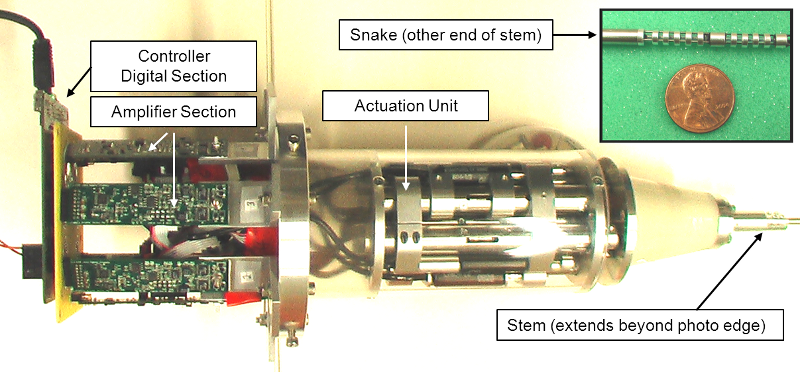 Controller
Digital Section
Amplifier Section
Actuation Unit
Snake (other end of stem)
Stem (extends beyond photo edge)